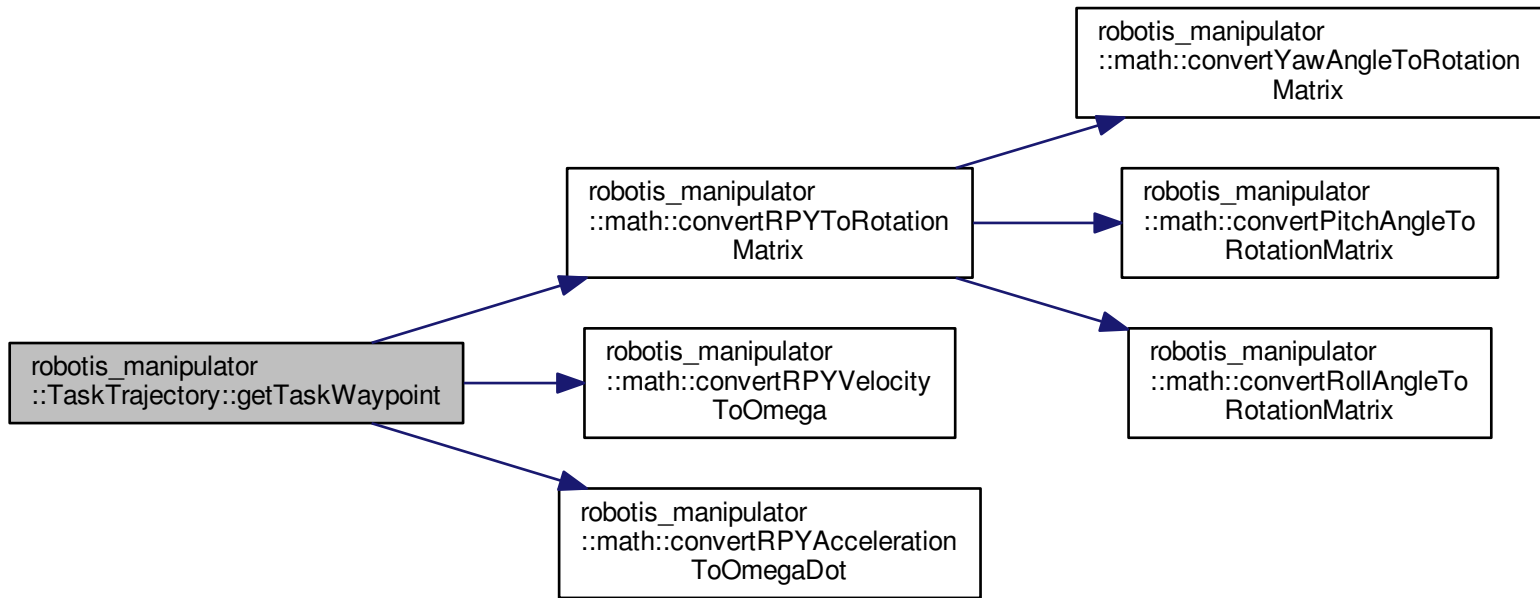 robotis_manipulator
::TaskTrajectory::getTaskWaypoint
robotis_manipulator
::math::convertRPYToRotation
Matrix
robotis_manipulator
::math::convertRPYVelocity
ToOmega
robotis_manipulator
::math::convertRPYAcceleration
ToOmegaDot
robotis_manipulator
::math::convertYawAngleToRotation
Matrix
robotis_manipulator
::math::convertPitchAngleTo
RotationMatrix
robotis_manipulator
::math::convertRollAngleTo
RotationMatrix